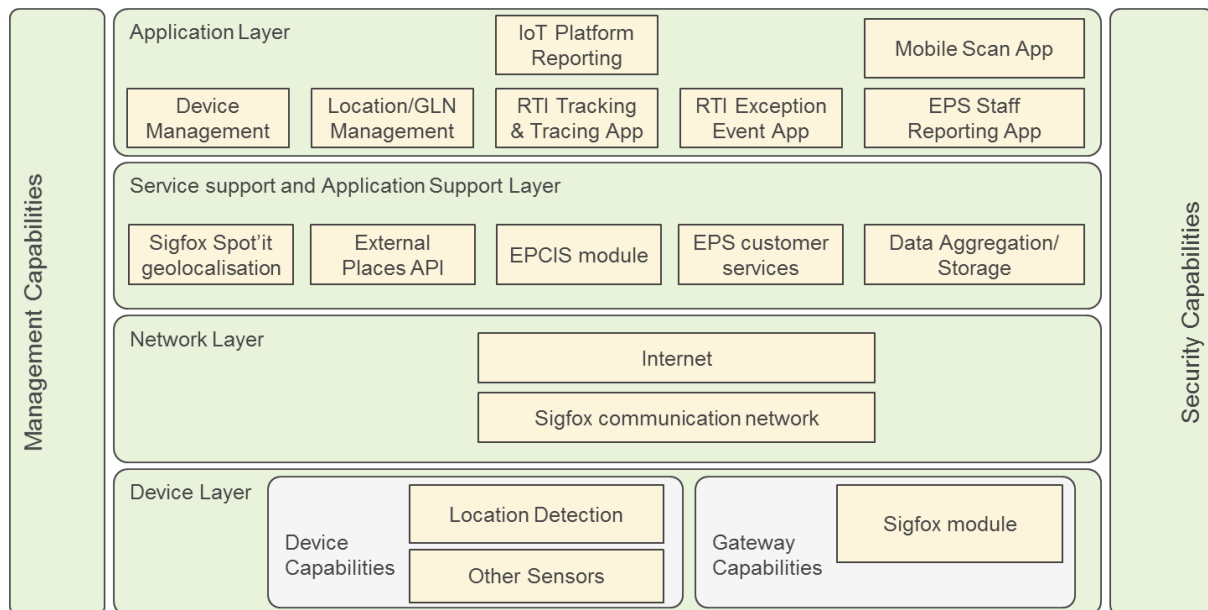 Management Capabilities
Application Layer
IoT Platform
Reporting
Mobile Scan App
Device
Management
Location/GLN
Management
RTI Tracking
& Tracing App
RTI Exception
Event App
EPS Staff
Reporting App
Service support and Application Support Layer
Sigfox Spot’it
geolocalisation
External
Places API
EPCIS module
EPS customer
services
Data Aggregation/
Storage
Network Layer
Internet
Sigfox communication network
Device Layer
Device
Capabilities
Location Detection
Other Sensors
Gateway
Capabilities
Sigfox module
Security Capabilities